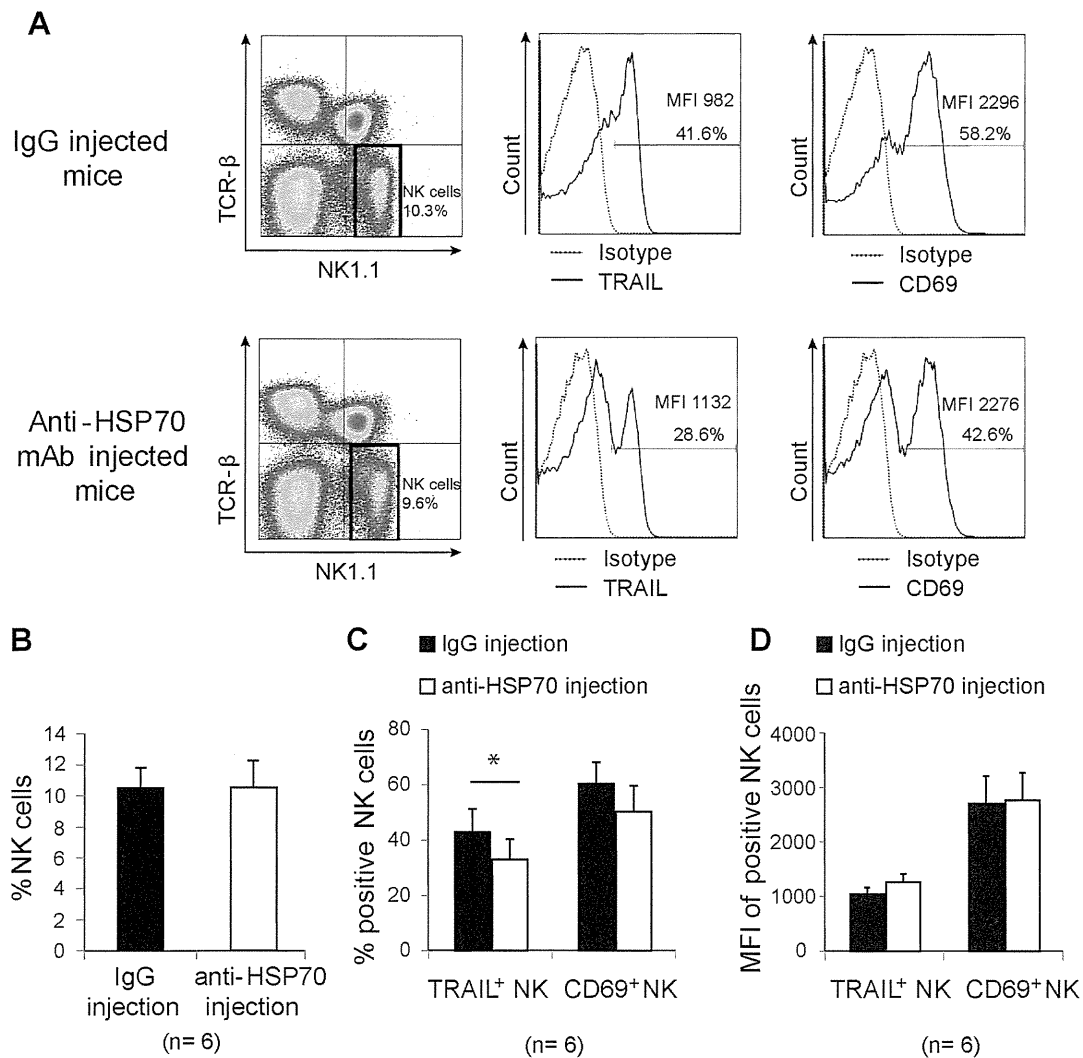 A
IgG injected
mice
TCR-β
NK cells
10.3%
NK1.1
Count
MFI 982
41.6%
Isotype
TRAIL
Count
MFI 2296
58.2%
Isotype
CD69
Anti-HSP70
mAb injected
mice
TCR-β
NK cells
9.6%
NK1.1
Count
MFI 1132
28.6%
Isotype
TRAIL
Count
MFI 2276
42.6%
Isotype
CD69
B
%NK cells
14
12
10
8
6
4
2
0
IgG
injection
anti-HSP70
injection
(n= 6)
C
IgG injection
anti-HSP70 injection
% positive NK cells
80
60
40
20
0
*
TRAIL+ NK
CD69+NK
(n= 6)
D
IgG injection
anti-HSP70 injection
MFI of positive NK cells
4000
3000
2000
1000
0
TRAIL+ NK
CD69+NK
(n= 6)